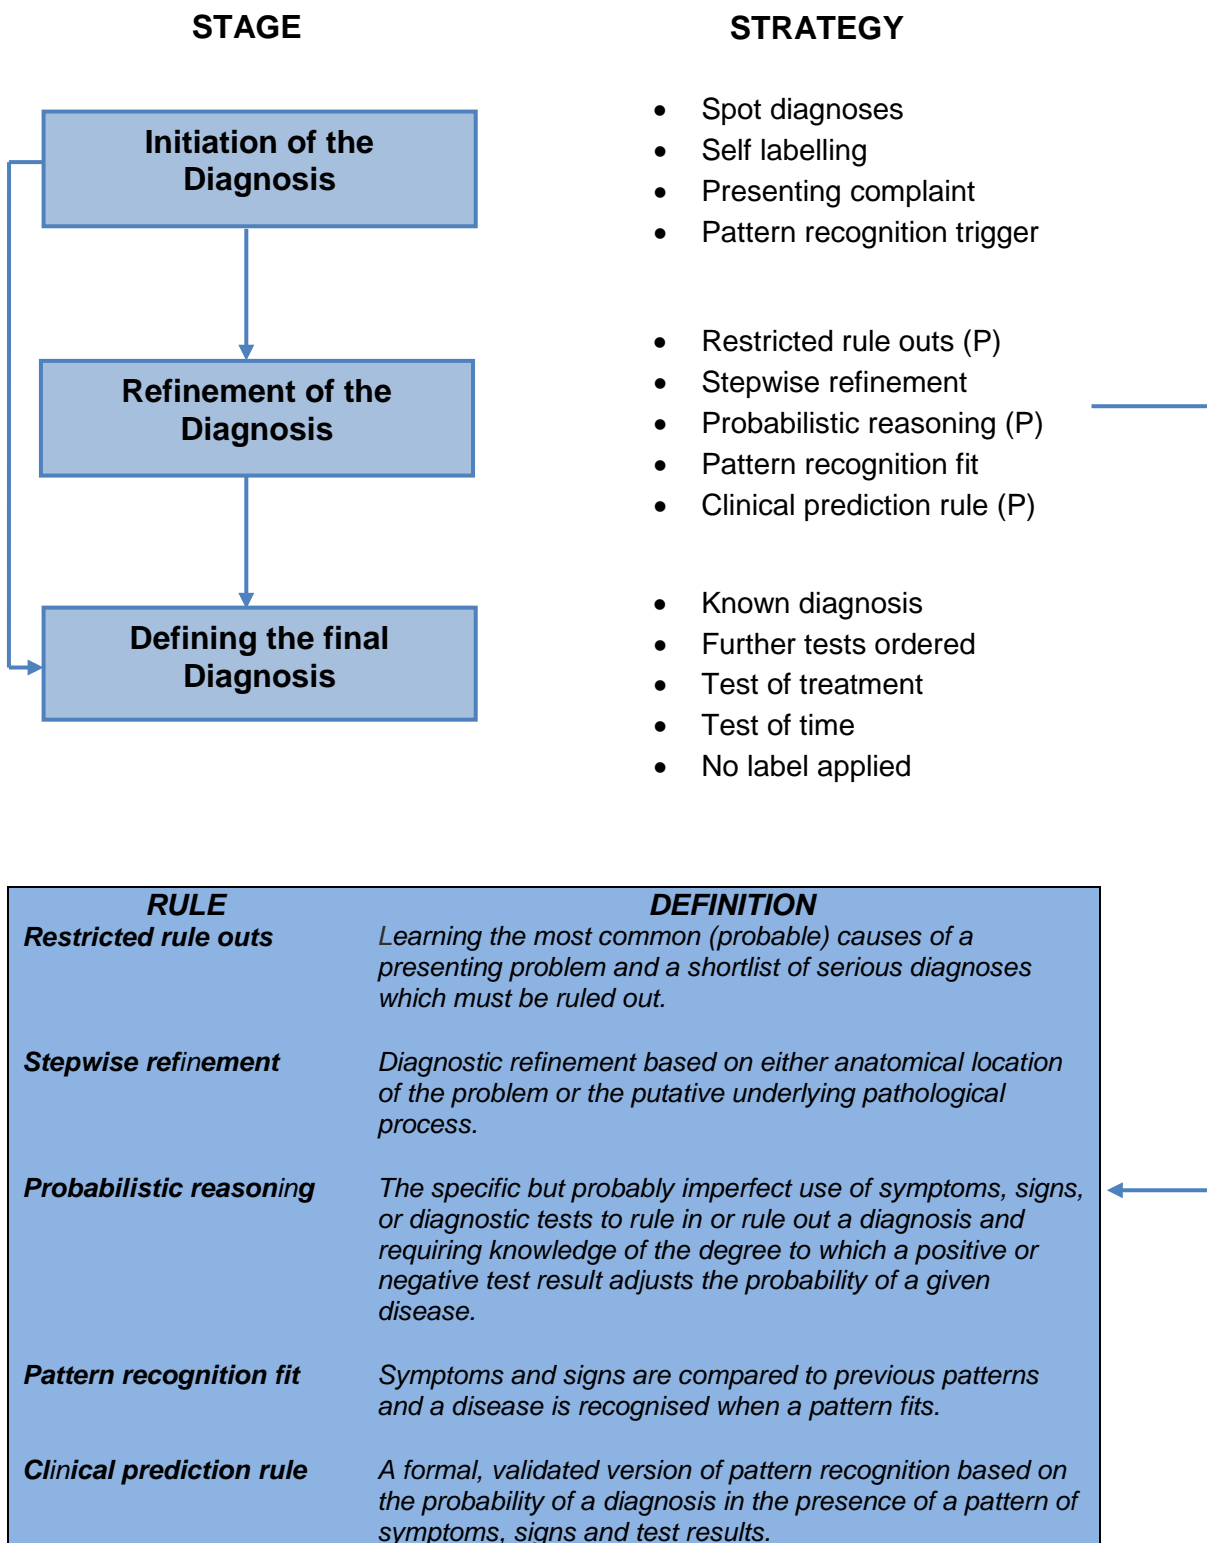 STAGE
STRATEGY
Initiation of the
Diagnosis
• Spot diagnoses
• Self labelling
• Presenting complaint
• Pattern recognition trigger
Refinement of the
Diagnosis
• Restricted rule outs (P)
• Stepwise refinement
• Probabilistic reasoning (P)
• Pattern recognition fit
• Clinical prediction rule (P)
Defining the final
Diagnosis
• Known diagnosis
• Further tests ordered
• Test of treatment
• Test of time
• No label applied
RULE
DEFINITION
Restricted rule outs
Learning the most common (probable) causes of a
presenting problem and a shortlist of serious diagnoses
which must be ruled out.
Stepwise refinement
Diagnostic refinement based on either anatomical location
of the problem or the putative underlying pathological
process.
Probabilistic reasoning
The specific but probably imperfect use of symptoms, signs,
or diagnostic tests to rule in or rule out a diagnosis and
requiring knowledge of the degree to which a positive or
negative test result adjusts the probability of a given
disease.
Pattern recognition fit
Symptoms and signs are compared to previous patterns
and a disease is recognised when a pattern fits.
Clinical prediction rule
A formal, validated version of pattern recognition based on
the probability of a diagnosis in the presence of a pattern of
symptoms, signs and test results.